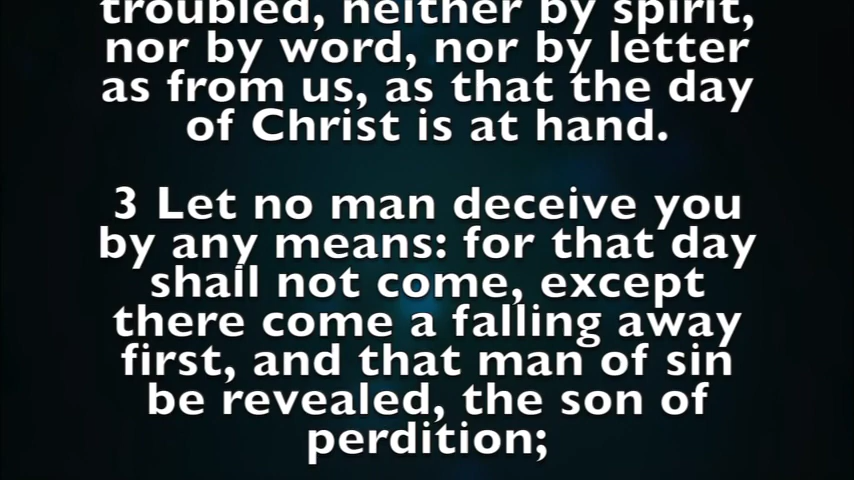 troubled, neither by spirit,
nor by word, nor by letter
as from us, as that the day
of Christ is at hand.
3 Let no man deceive you
by any means: for that day
shall not come, except
there come a falling away
first, and that man of sin
be revealed, the son of
perdition;